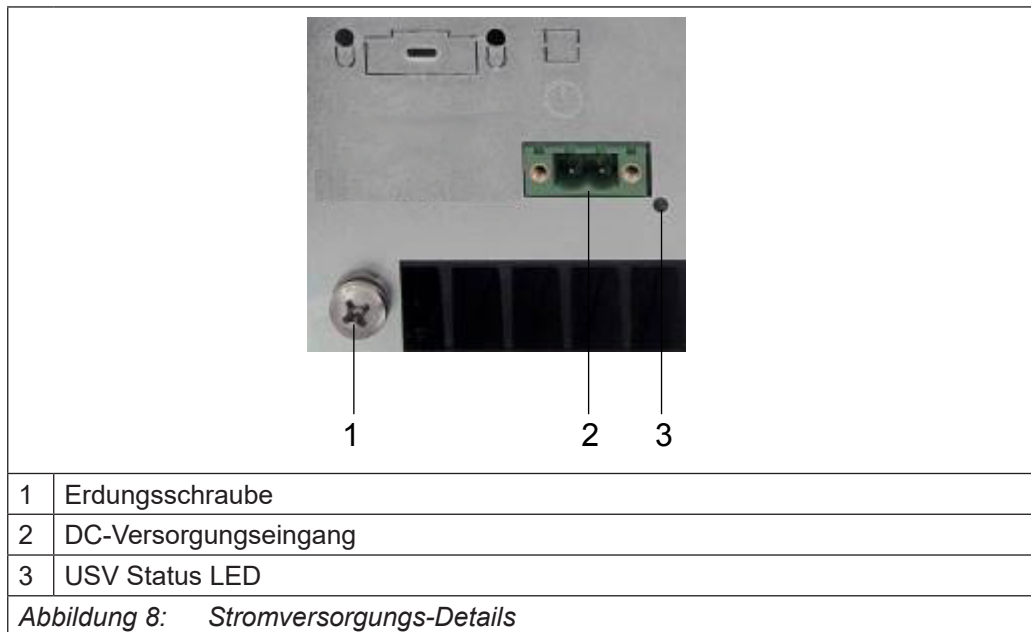 1 2 3
1 Erdungsschraube
2 DC-Versorgungseingang
3 USV Status LED
Abbildung 8: Stromversorgungs-Details